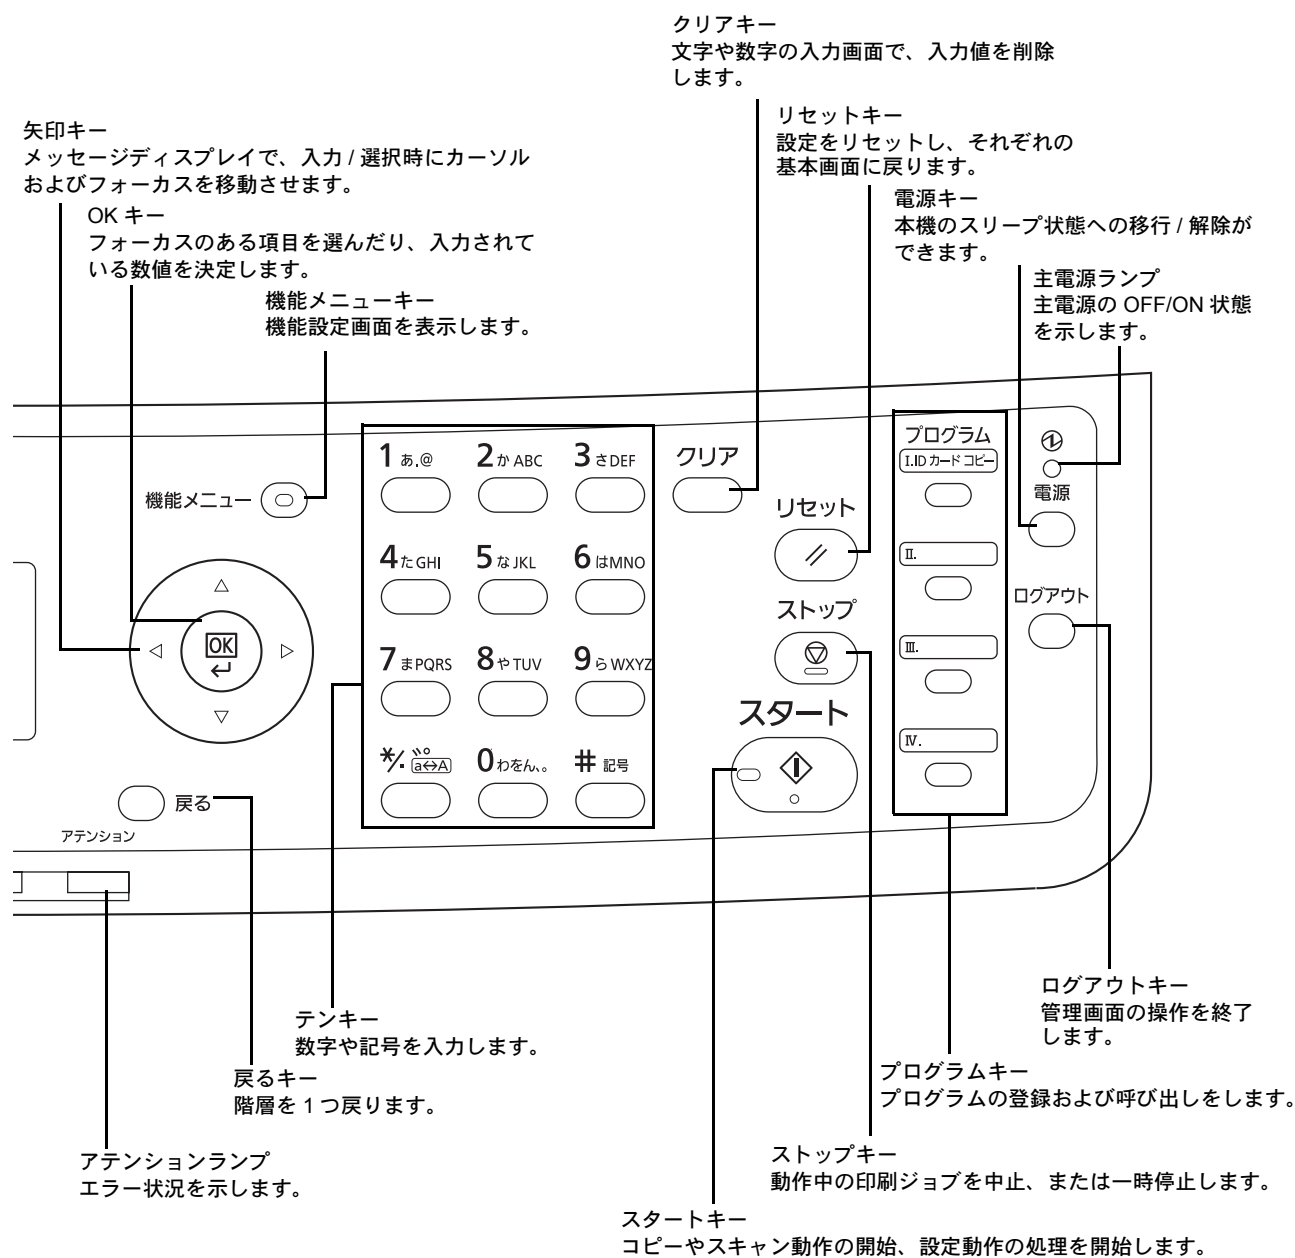 クリアキー
文字や数字の入力画面で、入力値を削除
します。
リセットキー
設定をリセットし、それぞれの
基本画面に戻ります。
矢印キー
メッセージディスプレイで、入力 / 選択時にカーソル
およびフォーカスを移動させます。
電源キー
本機のスリープ状態への移行 / 解除が
できます。
OK キー
フォーカスのある項目を選んだり、入力されて
いる数値を決定します。
主電源ランプ
主電源の OFF/ON 状態
を示します。
機能メニューキー
機能設定画面を表示します。
1 あ.@
2 か ABC
3 さ DEF
クリア
プログラム
I.ID カード コピー
電源
機能メニュー
リセット
4 た GHI
5 な JKL
6 は MNO
II.
ログアウト
ストップ
OK
7 ま PQRS
8 や TUV
9 ら WXYZ
III.
スタート
*/. ゛゜ a⇔A
0 わをん、。
# 記号
IV.
戻る
アテンション
ログアウトキー
管理画面の操作を終了
します。
テンキー
数字や記号を入力します。
プログラムキー
プログラムの登録および呼び出しをします。
戻るキー
階層を 1 つ戻ります。
ストップキー
動作中の印刷ジョブを中止、または一時停止します。
アテンションランプ
エラー状況を示します。
スタートキー
コピーやスキャン動作の開始、設定動作の処理を開始します。